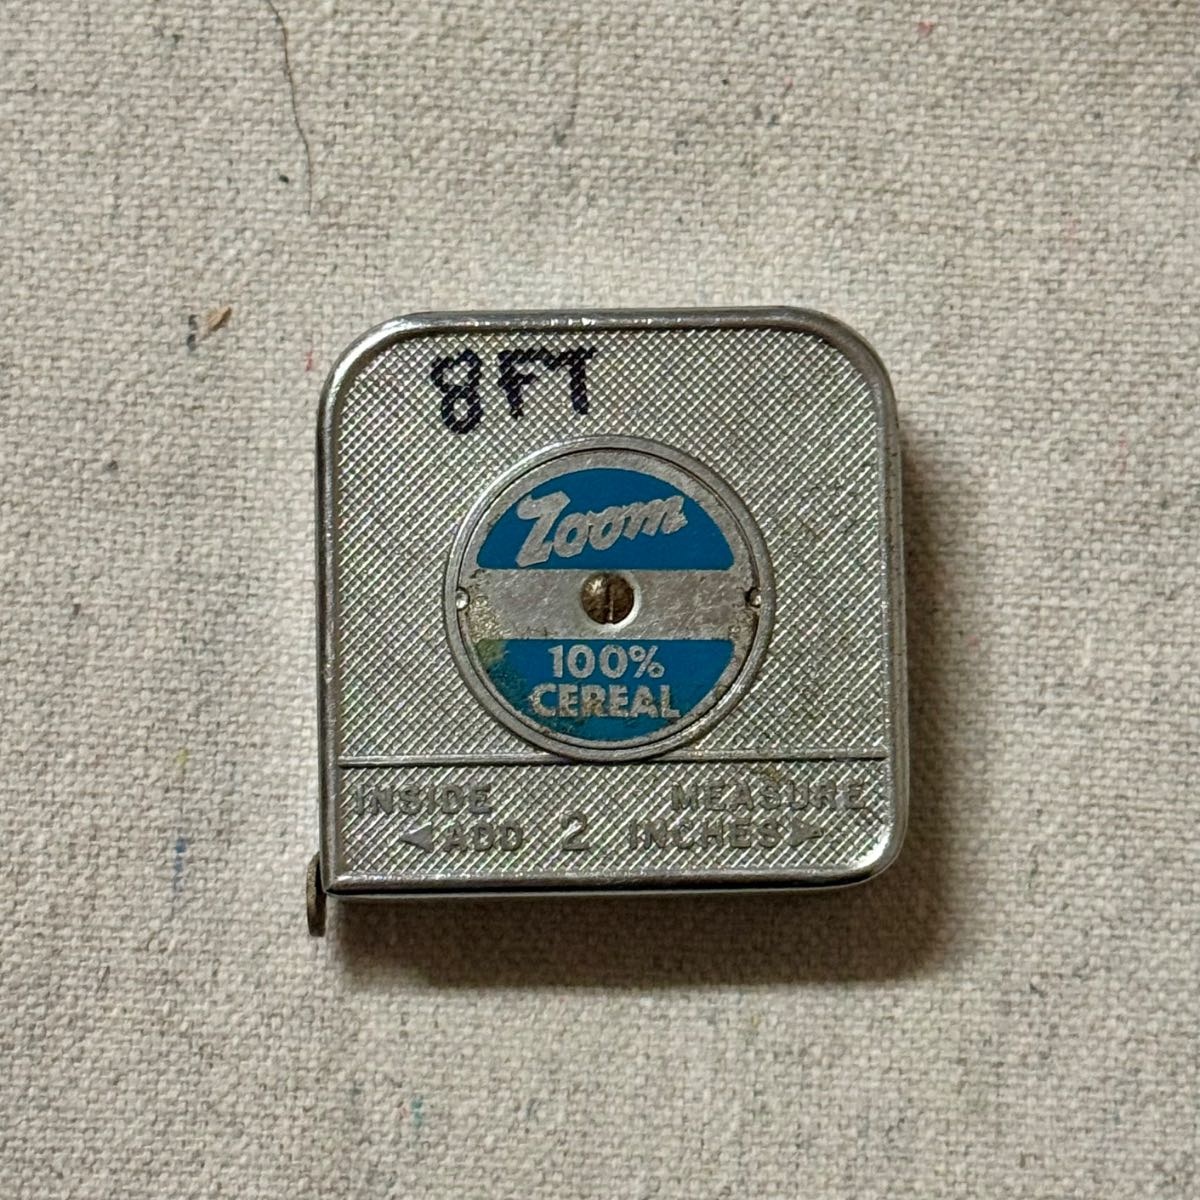 8FT
Zoom
100%
CEREAL
INSIDE MEASURE
◀ADD 2 INCHES▶